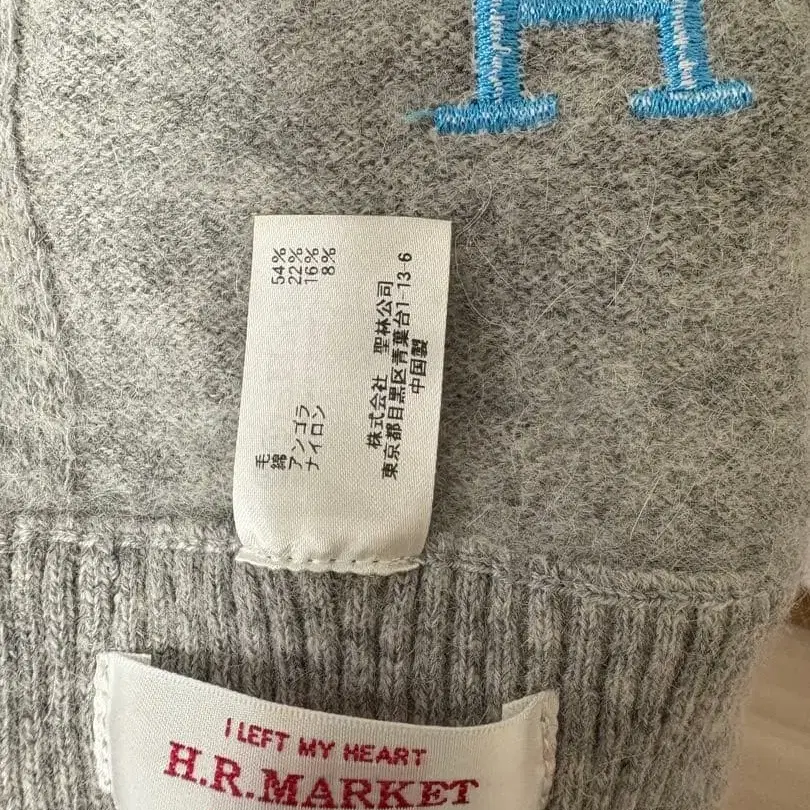 H
毛 54%
綿 22%
アンゴラ 16%
ナイロン 8%
株式会社 聖林公司
東京都目黒区青葉台1 13 6
中国製
I LEFT MY HEART
H.R.MARKET